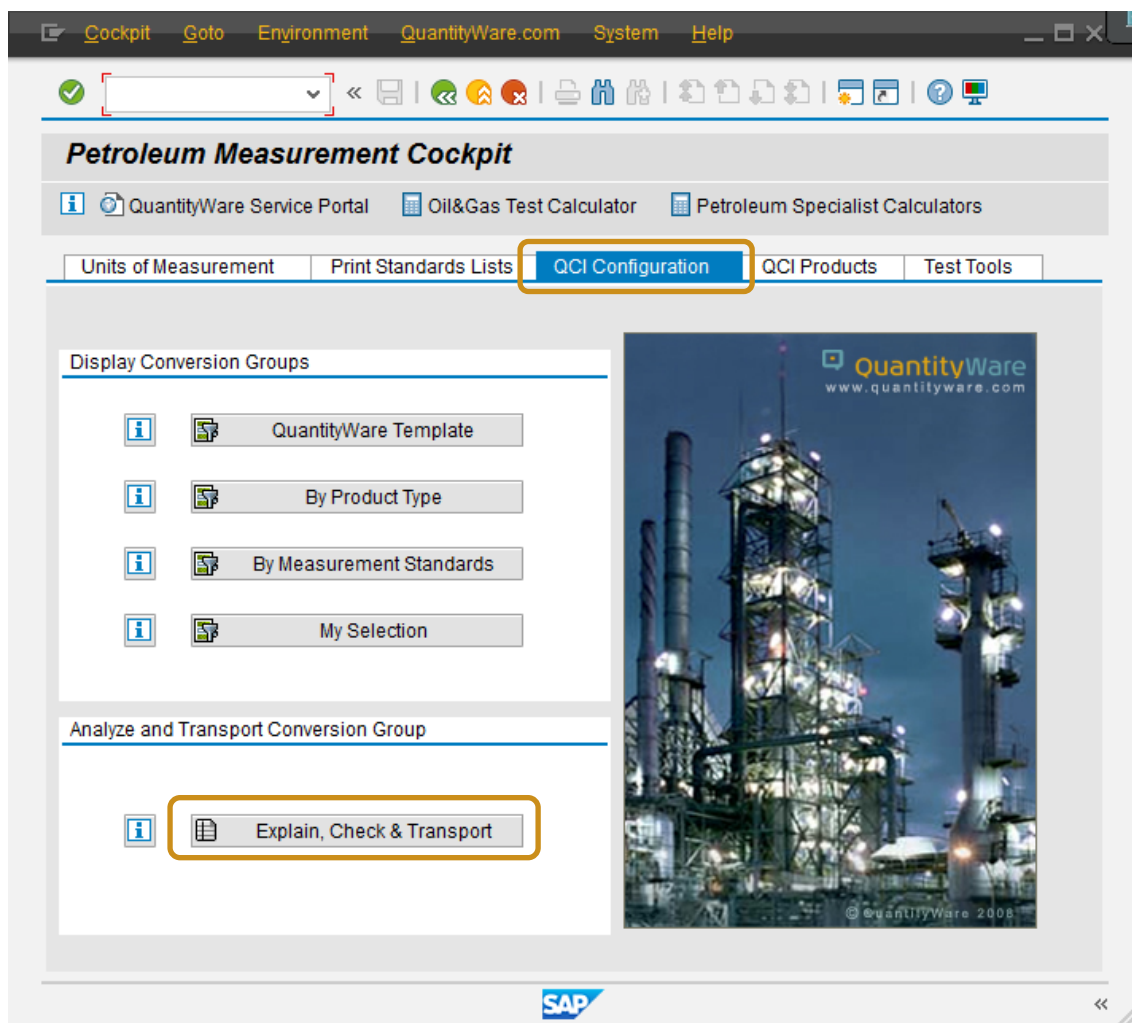 Cockpit Goto Environment QuantityWare.com System Help
Petroleum Measurement Cockpit
QuantityWare Service Portal Oil&Gas Test Calculator Petroleum Specialist Calculators
Units of Measurement Print Standards Lists QCI Configuration QCI Products Test Tools
Display Conversion Groups
QuantityWare
www.quantityware.com
QuantityWare Template
By Product Type
By Measurement Standards
My Selection
Analyze and Transport Conversion Group
Explain, Check & Transport
© QuantityWare 2008
SAP